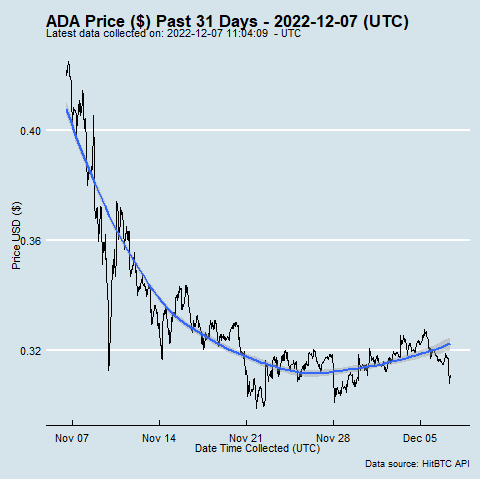 ADA Price ($) Past 31 Days - 2022-12-07 (UTC)
Latest data collected on: 2022-12-07 11:04:09 - UTC
0.40
0.36
0.32
Price USD ($)
Nov 07 Nov 14 Nov 21 Nov 28 Dec 05
Date Time Collected (UTC)
Data source: HitBTC API